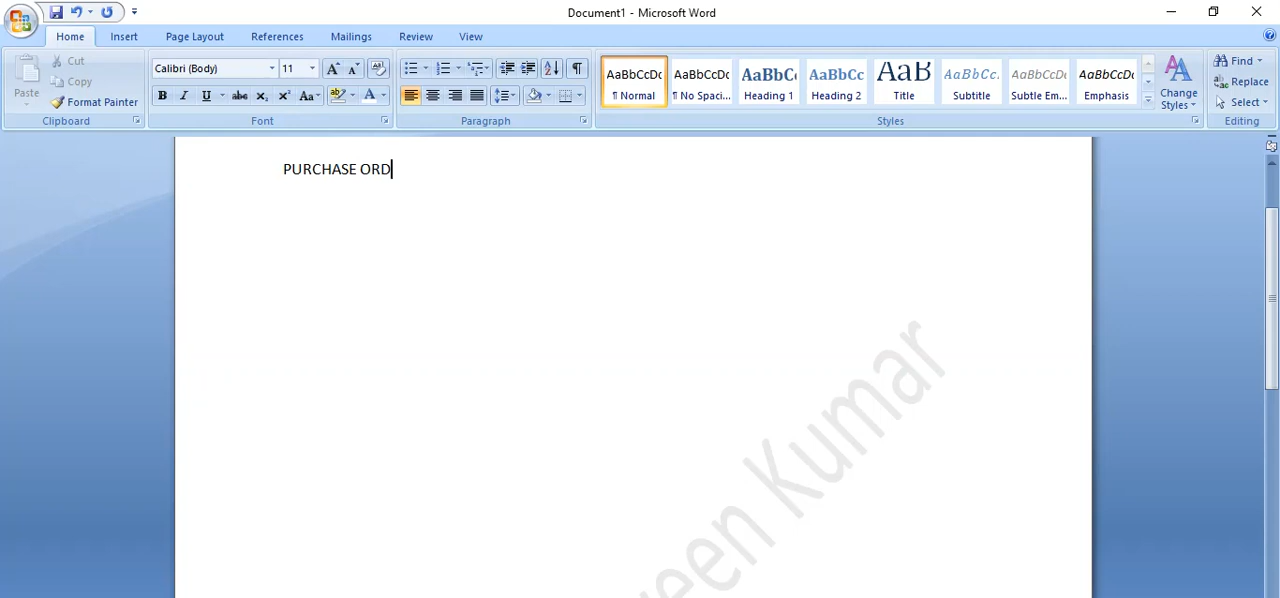 Document1 - Microsoft Word
Home Insert Page Layout References Mailings Review View
Paste
Cut
Copy
Format Painter
Clipboard
Calibri (Body) 11
Font
Paragraph
AaBbCcDc AaBbCcDc AaBbC AaBbCc AaB AaBbCc. AaBbCcDc AaBbCcDc
¶ Normal ¶ No Spaci... Heading 1 Heading 2 Title Subtitle Subtle Em... Emphasis
Change
Styles
Styles
Find
Replace
Select
Editing
PURCHASE ORD
reen Kumar